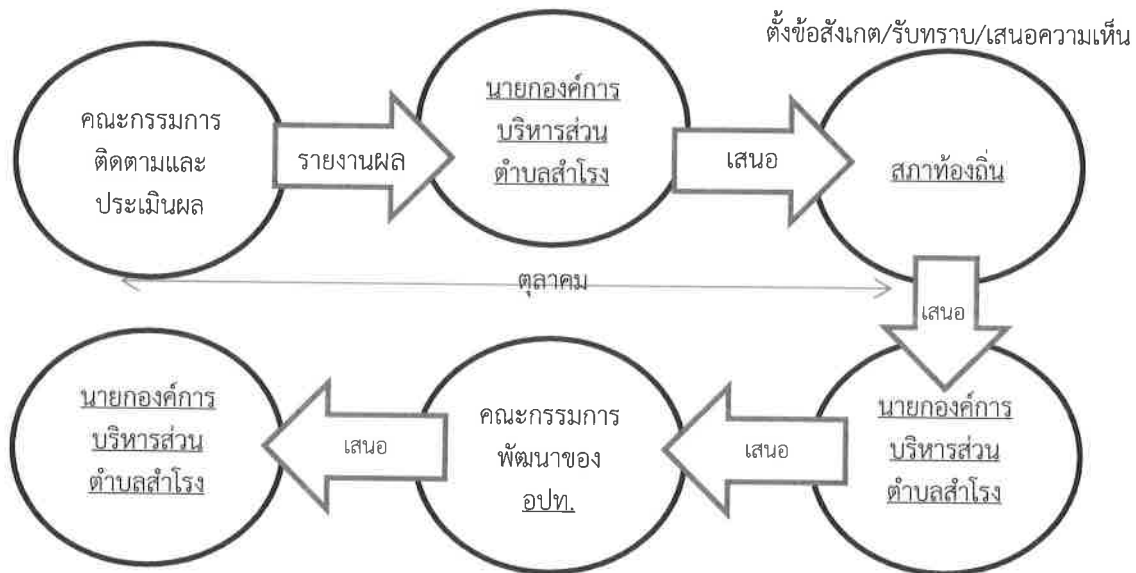 ตั้งข้อสังเกต/รับทราบ/เสนอความเห็น
คณะกรรมการ
ติดตามและ
ประเมินผล
รายงานผล
นายกองค์การ
บริหารส่วน
ตำบลสำโรง
เสนอ
สภาท้องถิ่น
ตุลาคม
เสนอ
นายกองค์การ
บริหารส่วน
ตำบลสำโรง
เสนอ
คณะกรรมการ
พัฒนาของ
อปท.
เสนอ
นายกองค์การ
บริหารส่วน
ตำบลสำโรง